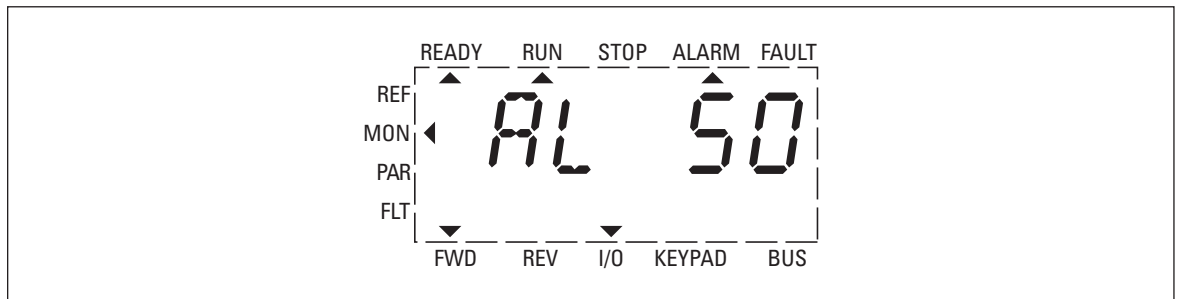 READY RUN STOP ALARM FAULT
REF
MON
PAR
FLT
AL 50
FWD REV I/O KEYPAD BUS